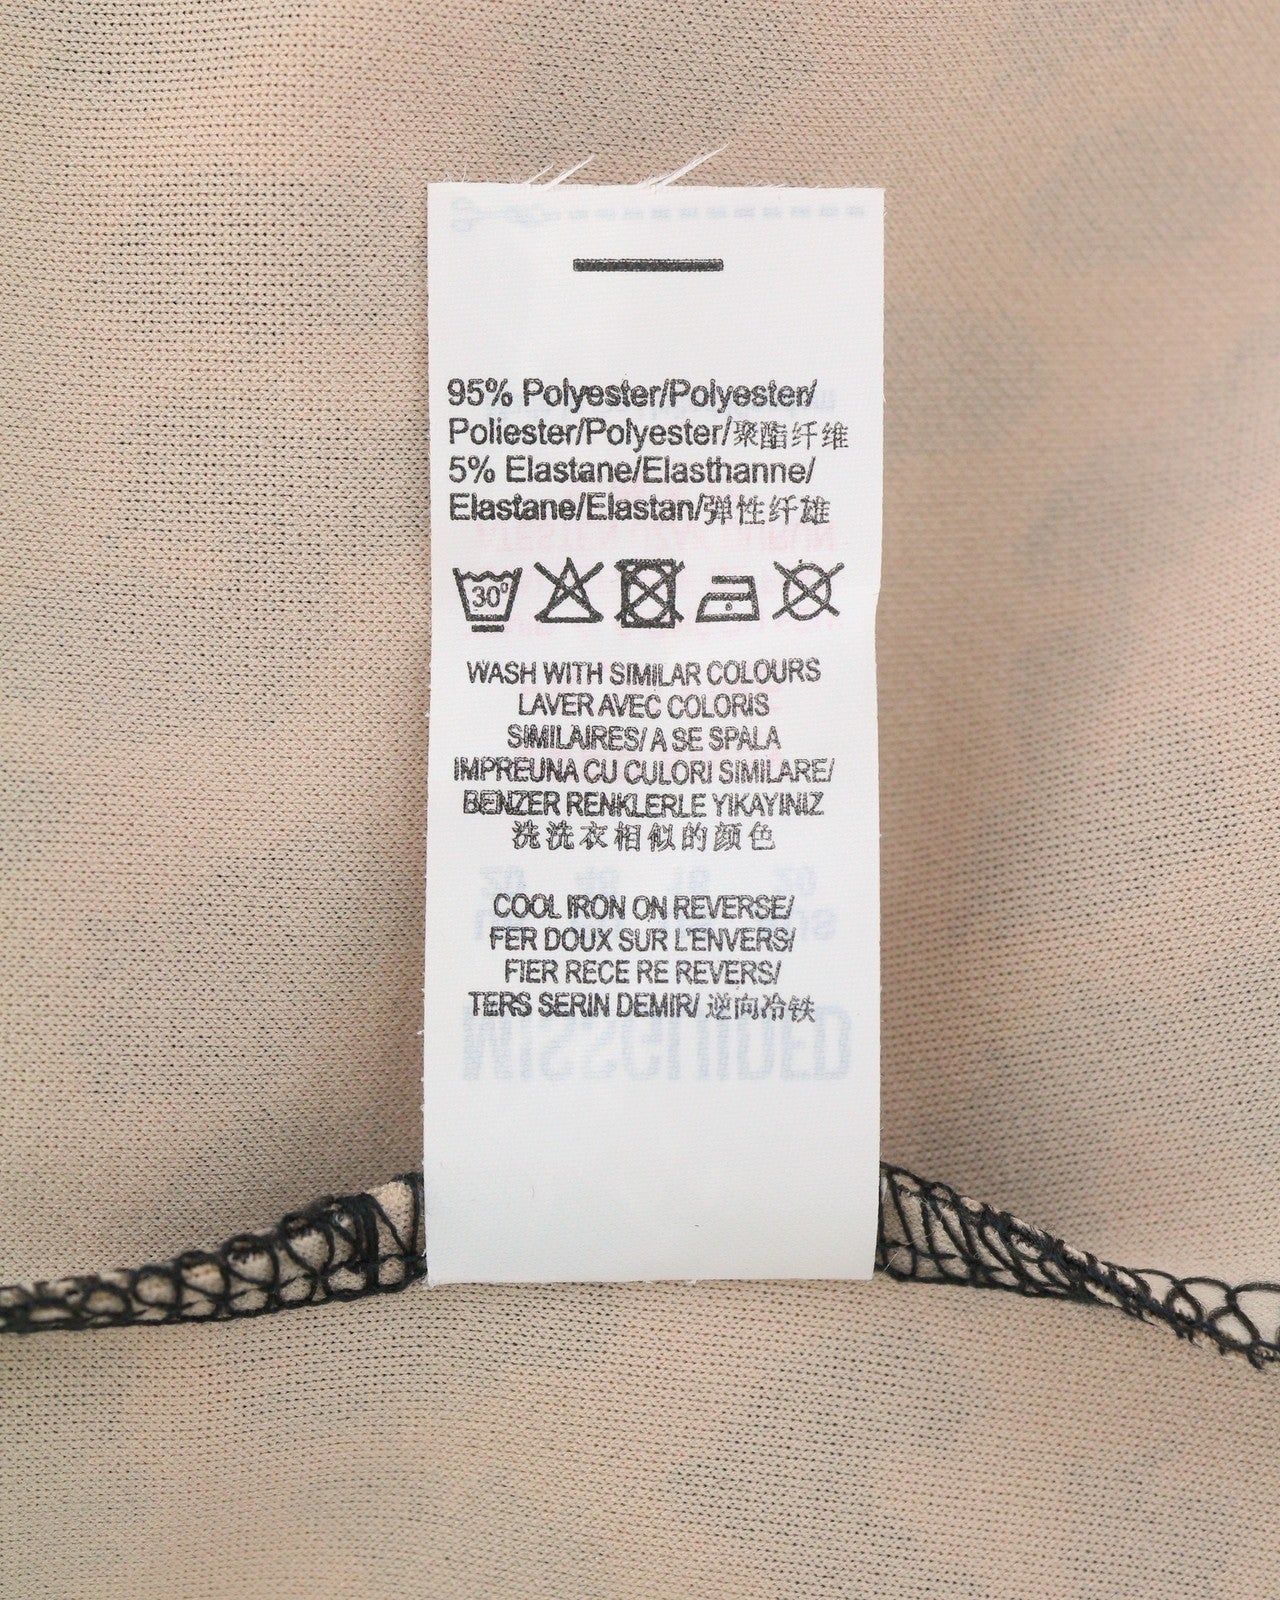 95% Polyester/Polyester/
Poliester/Polyester/聚酯纤维
5% Elastane/Elasthanne/
Elastane/Elastan/弹性纤雄
30°
WASH WITH SIMILAR COLOURS
LAVER AVEC COLORIS
SIMILAIRES/ A SE SPALA
IMPREUNA CU CULORI SIMILARE/
BENZER RENKLERLE YIKAYINIZ
洗洗衣相似的颜色
COOL IRON ON REVERSE/
FER DOUX SUR L'ENVERS/
FIER RECE RE REVERS/
TERS SERIN DEMIR/ 逆向冷铁